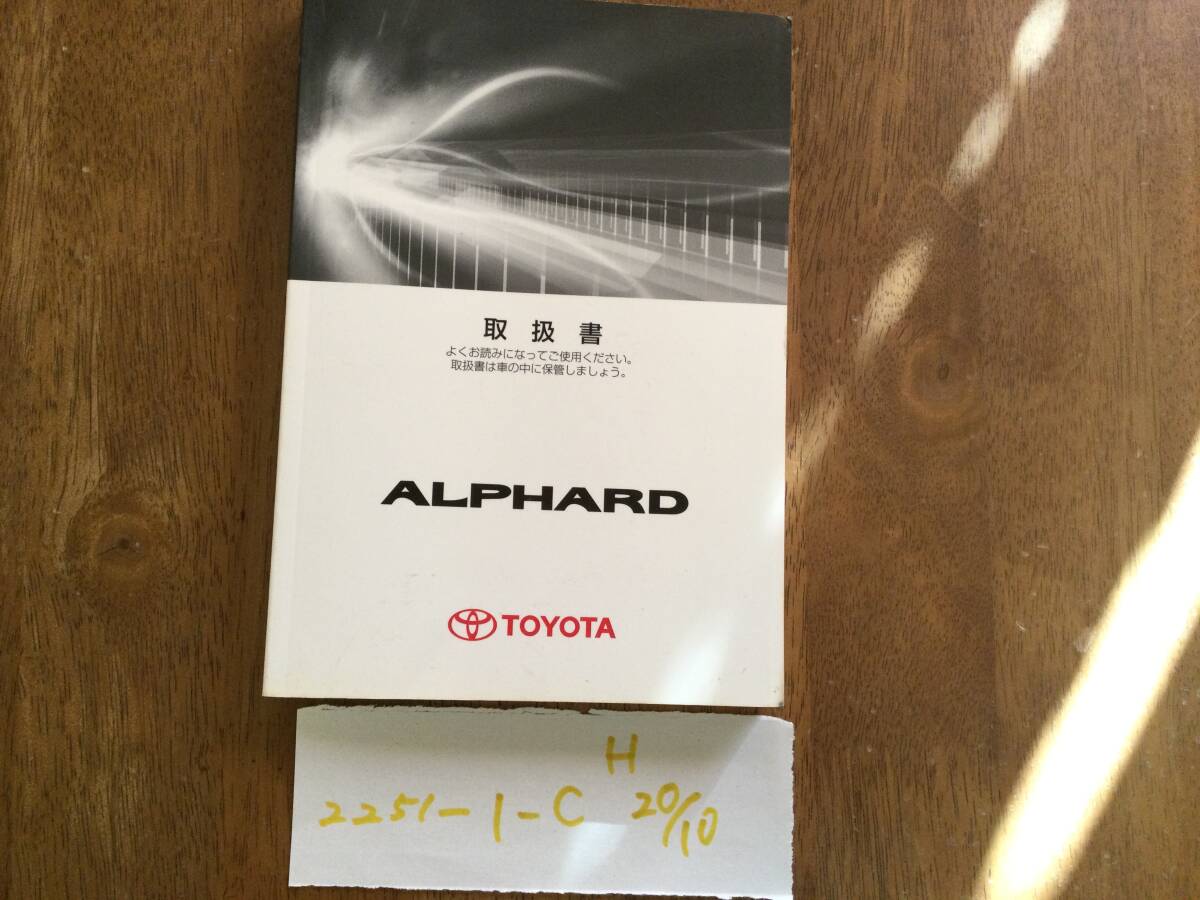 取扱書
よくお読みになってご使用ください。
取扱書は車の中に保管しましょう。
ALPHARD
TOYOTA
H
2251-1-C 20/10